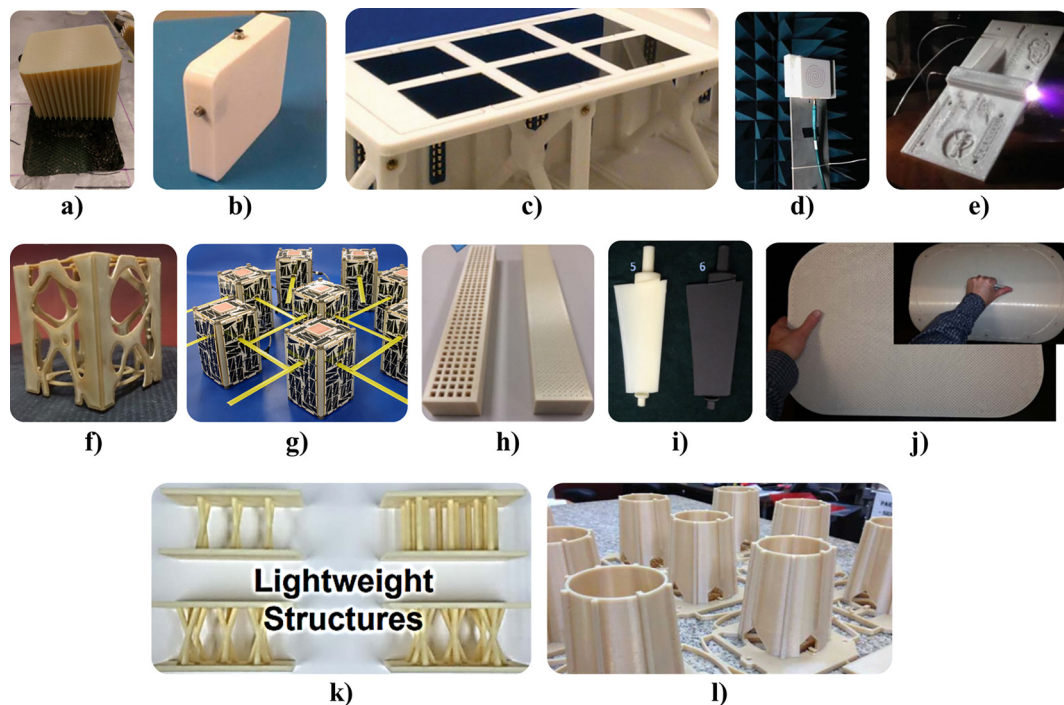 a)
b)
c)
d)
e)
5
6
f)
g)
h)
i)
j)
Lightweight
Structures
k)
l)